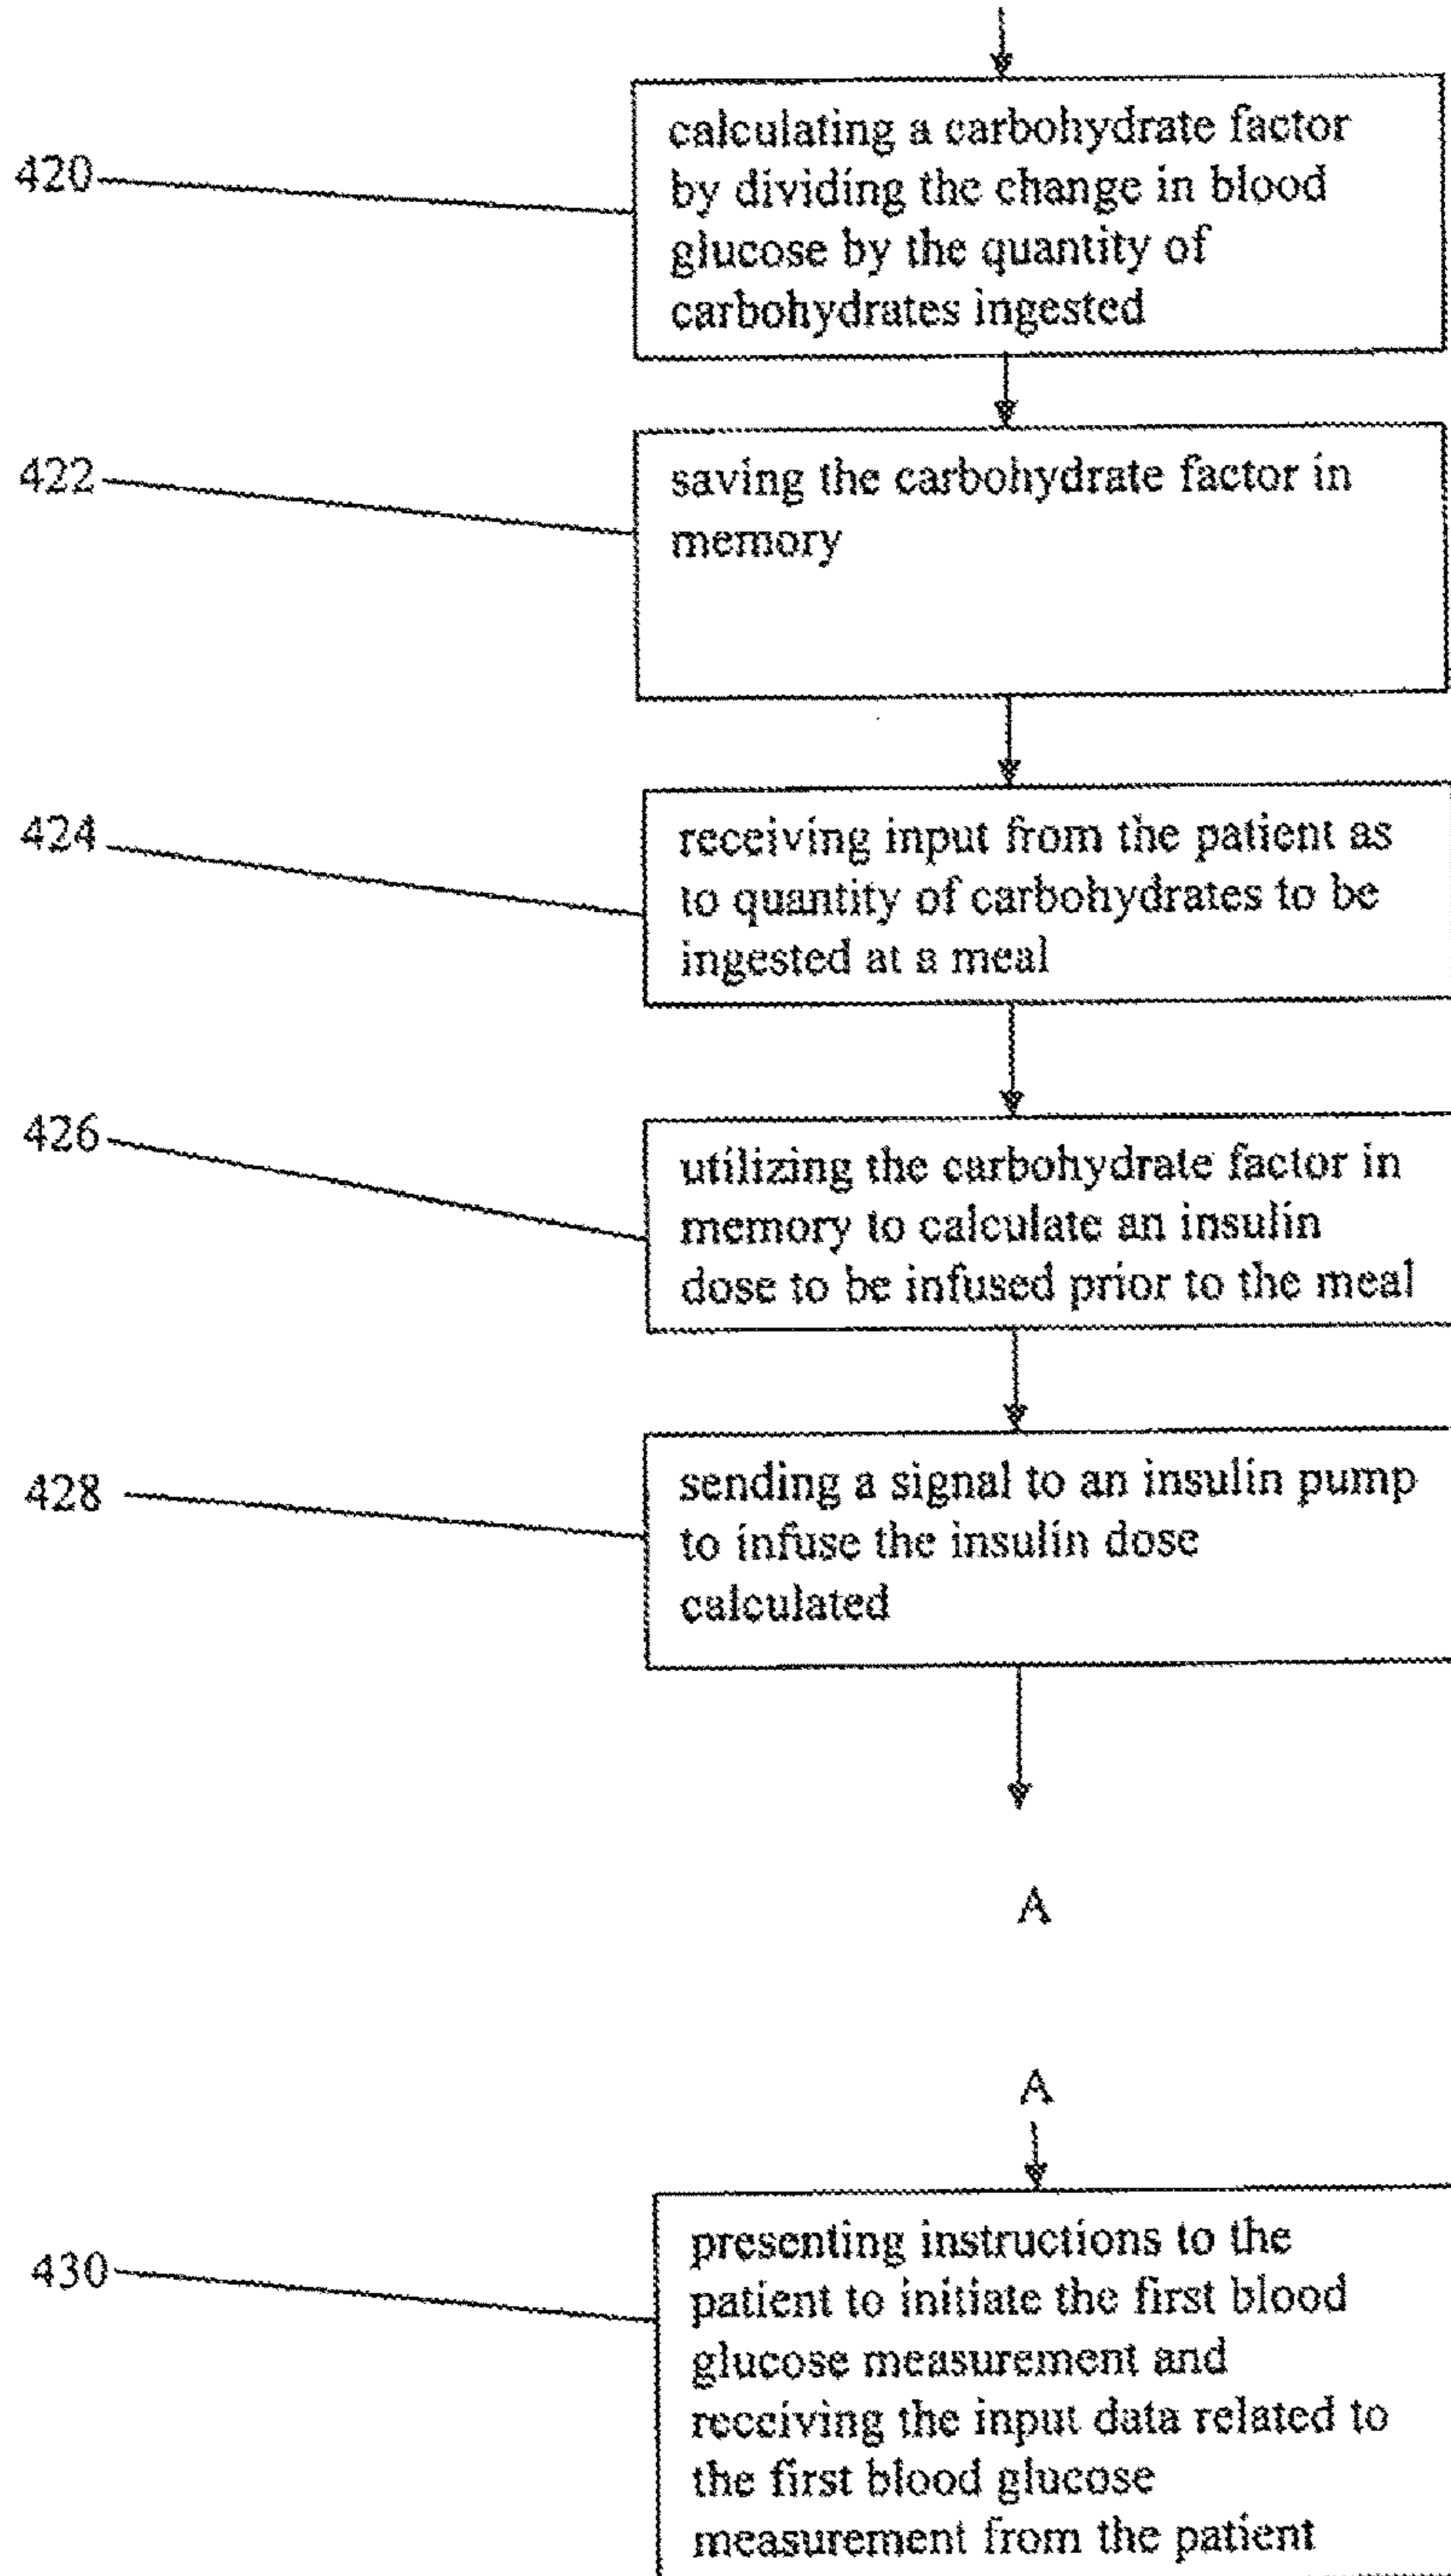 420
calculating a carbohydrate factor
by dividing the change in blood
glucose by the quantity of
carbohydrates ingested
422
saving the carbohydrate factor in
memory
424
receiving input from the patient as
to quantity of carbohydrates to be
ingested at a meal
426
utilizing the carbohydrate factor in
memory to calculate an insulin
dose to be infused prior to the meal
428
sending a signal to an insulin pump
to infuse the insulin dose
calculated
A
A
430
presenting instructions to the
patient to initiate the first blood
glucose measurement and
receiving the input data related to
the first blood glucose
measurement from the patient